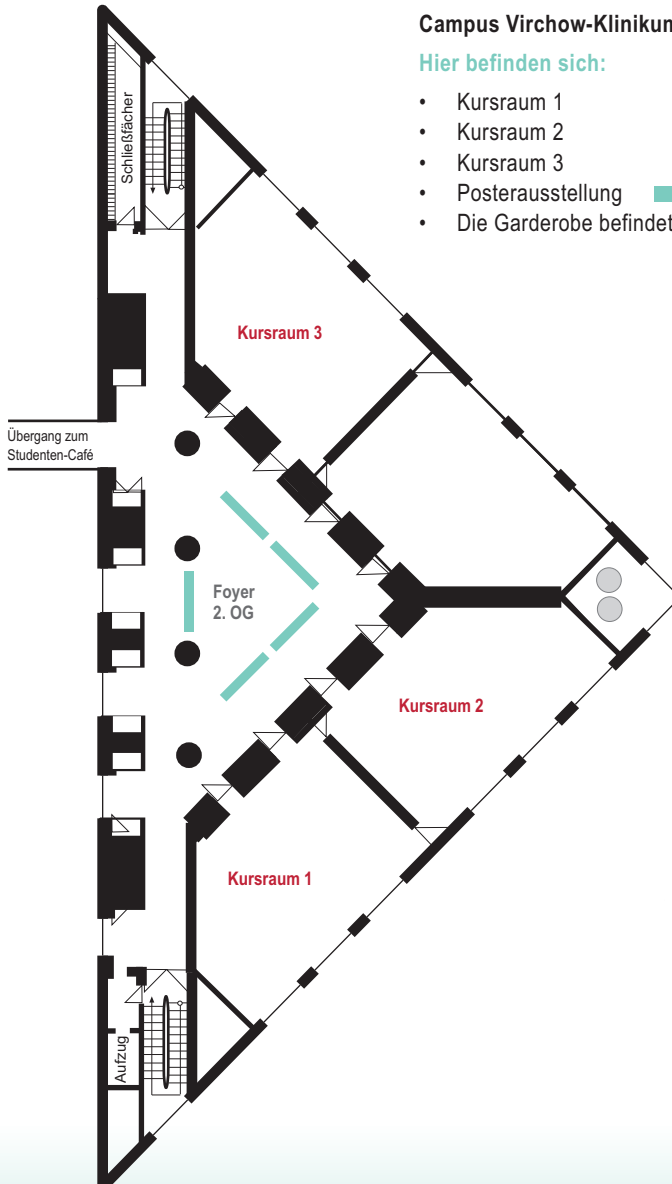 Campus Virchow-Klinikum
Hier befinden sich:
• Kursraum 1
• Kursraum 2
• Kursraum 3
• Posterausstellung
• Die Garderobe befindet
Schließfächer
Kursraum 3
Übergang zum
Studenten-Café
Foyer
2. OG
Kursraum 2
Kursraum 1
Aufzug